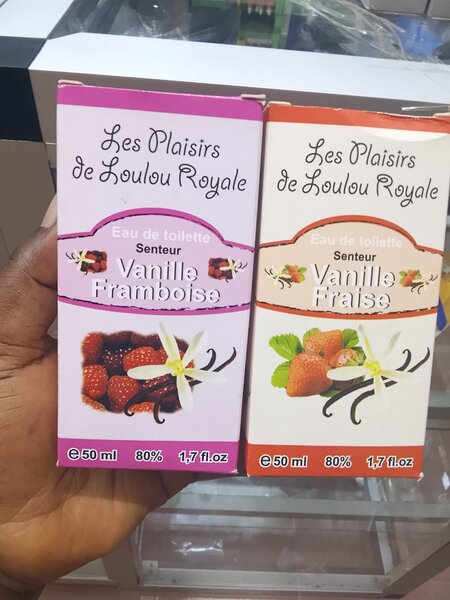 Les Plaisirs
de Loulou Royale
Eau de toilette
Senteur
Vanille
Framboise
e 50 ml 80% 1,7 fl.oz
Les Plaisirs
de Loulou Royale
Eau de toilette
Senteur
Vanille
Fraise
e 50 ml 80% 1,7 fl.oz